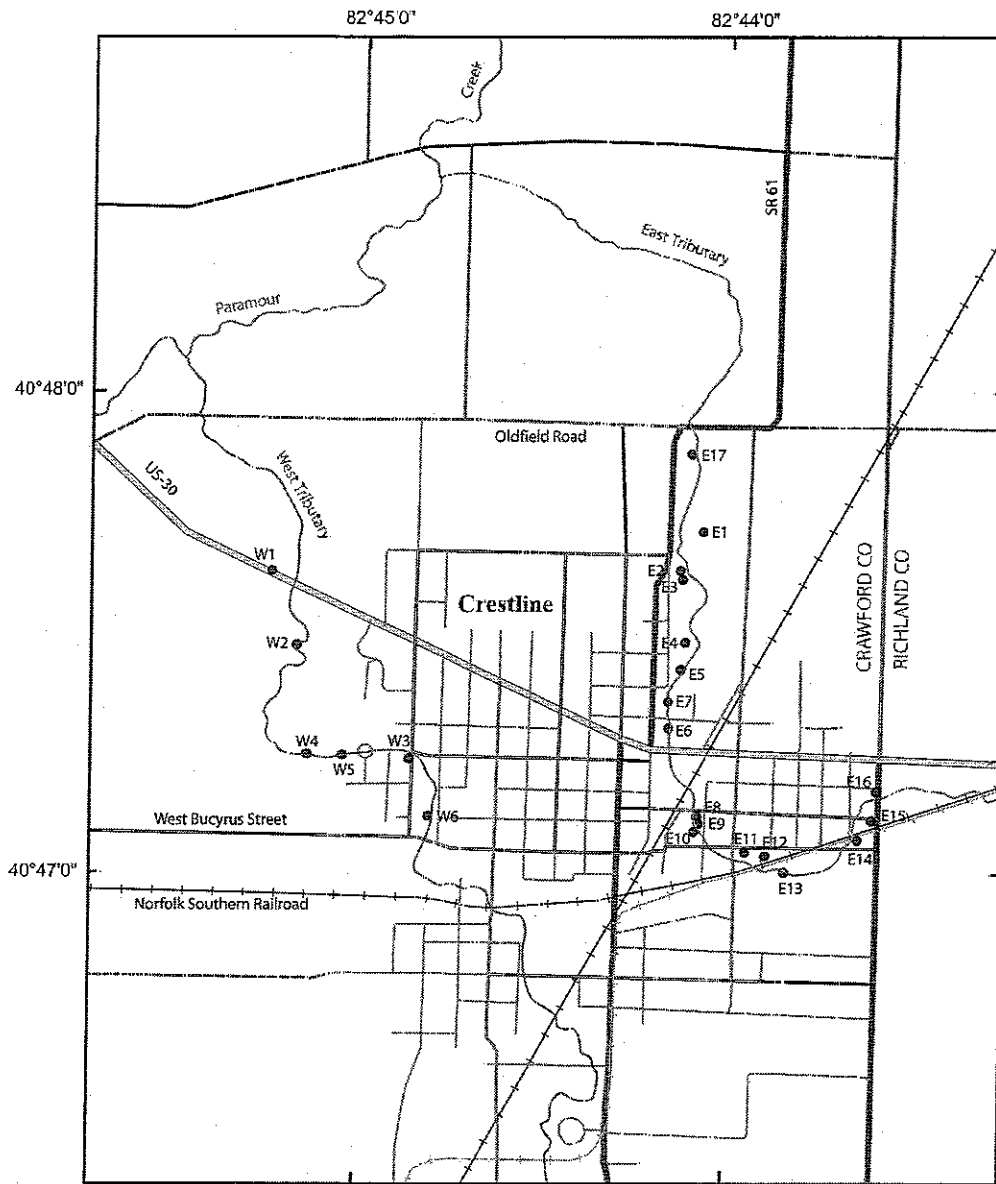 82°45'0"
82°44'0"
Creek
SR 61
East Tributary
Paramour
40°48'0"
Oldfield Road
E17
US-30
West Tributary
E1
W1
E2
E3
Crestline
CRAWFORD CO
RICHLAND CO
W2
E4
E5
E7
E6
W4
W3
W5
E16
West Bucyrus Street
W6
E8
E9
E15
E10
E11
E12
E14
40°47'0"
E13
Norfolk Southern Railroad